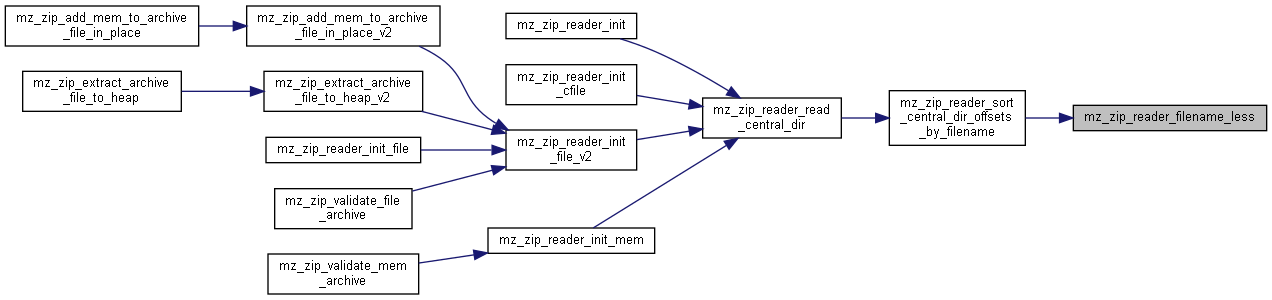 mz_zip_add_mem_to_archive
_file_in_place
mz_zip_add_mem_to_archive
_file_in_place_v2
mz_zip_extract_archive
_file_to_heap
mz_zip_extract_archive
_file_to_heap_v2
mz_zip_reader_init_file
mz_zip_validate_file
_archive
mz_zip_validate_mem
_archive
mz_zip_reader_init
mz_zip_reader_init
_cfile
mz_zip_reader_init
_file_v2
mz_zip_reader_init_mem
mz_zip_reader_read
_central_dir
mz_zip_reader_sort
_central_dir_offsets
_by_filename
mz_zip_reader_filename_less